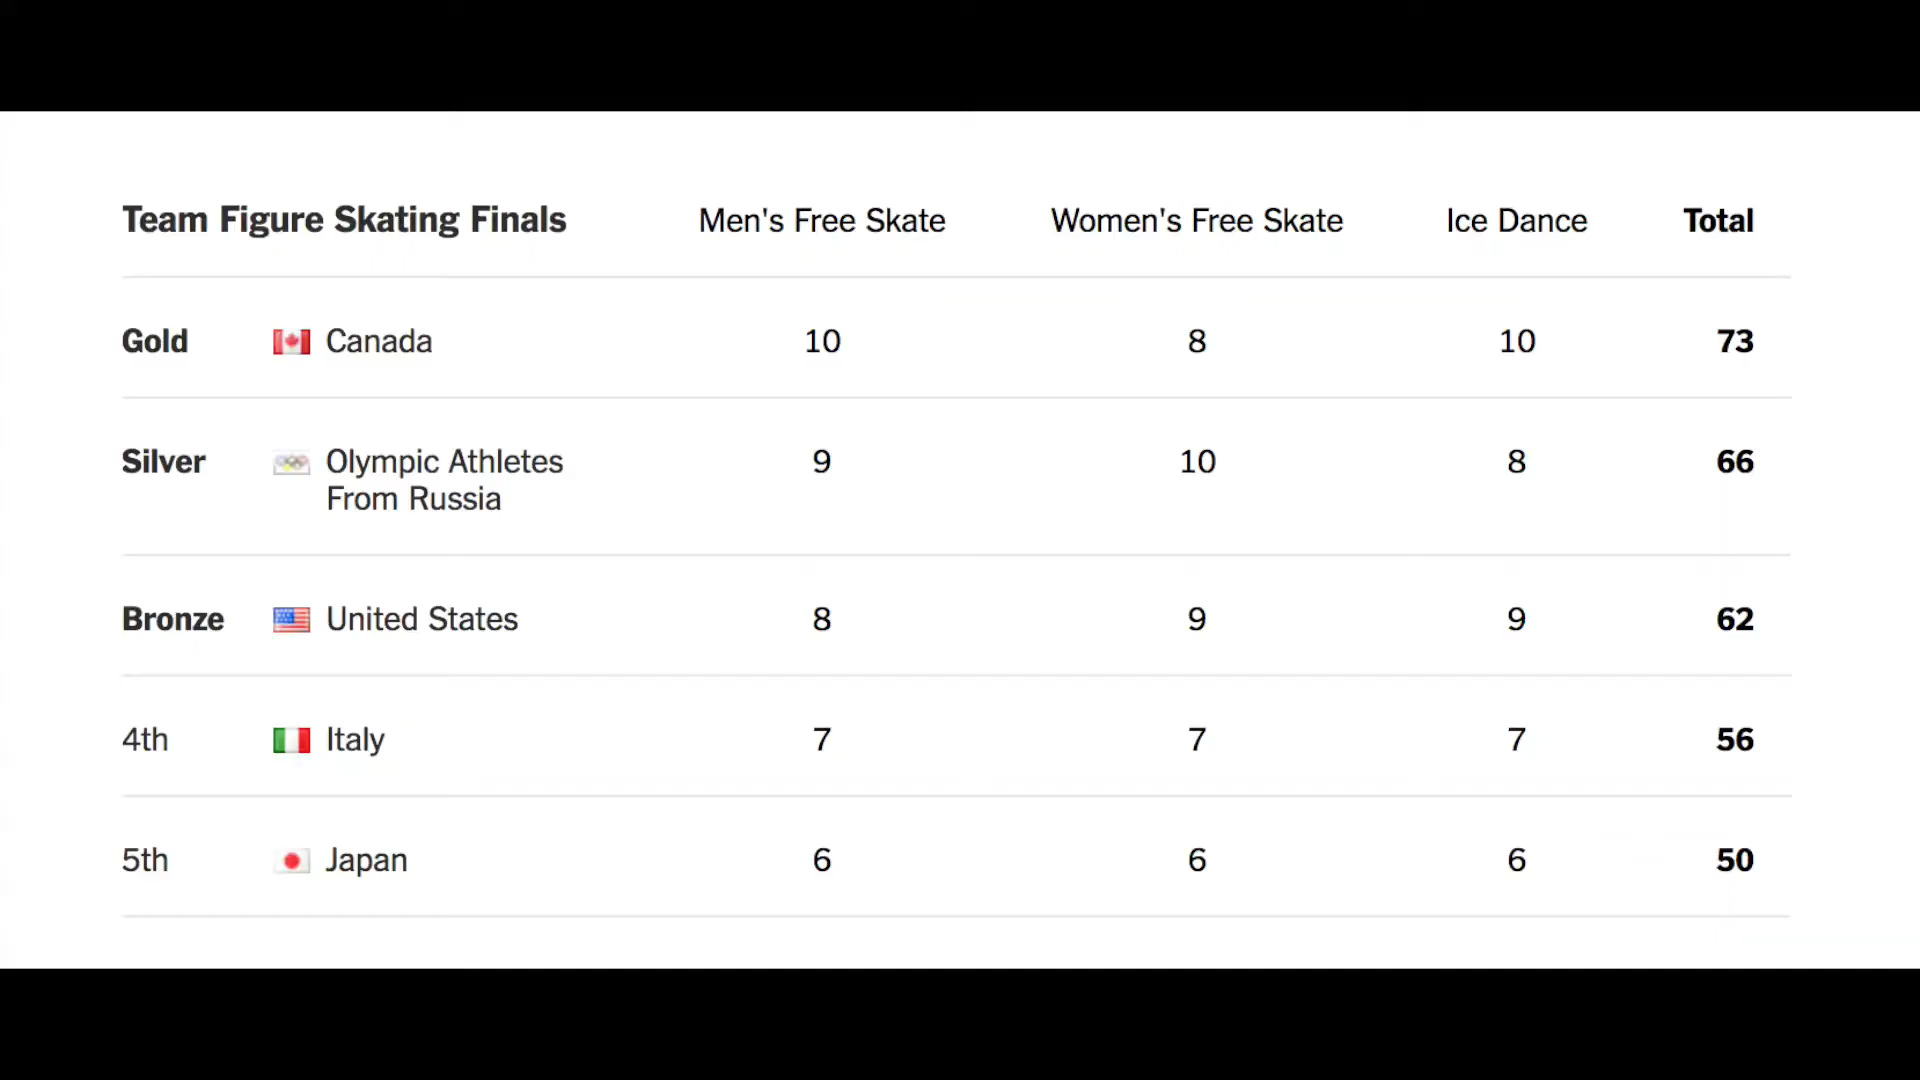 Team Figure Skating Finals Men's Free Skate Women's Free Skate Ice Dance Total
Gold Canada 10 8 10 73
Silver Olympic Athletes 9 10 8 66
From Russia
Bronze United States 8 9 9 62
4th Italy 7 7 7 56
5th Japan 6 6 6 50